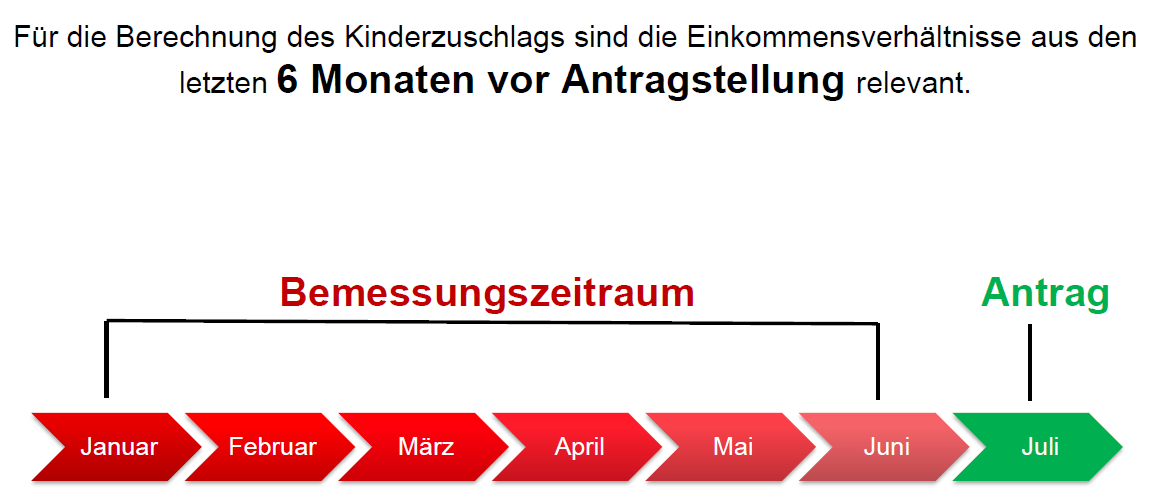 Für die Berechnung des Kinderzuschlags sind die Einkommensverhältnisse aus den
letzten 6 Monaten vor Antragstellung relevant.
Bemessungszeitraum
Antrag
Januar
Februar
März
April
Mai
Juni
Juli